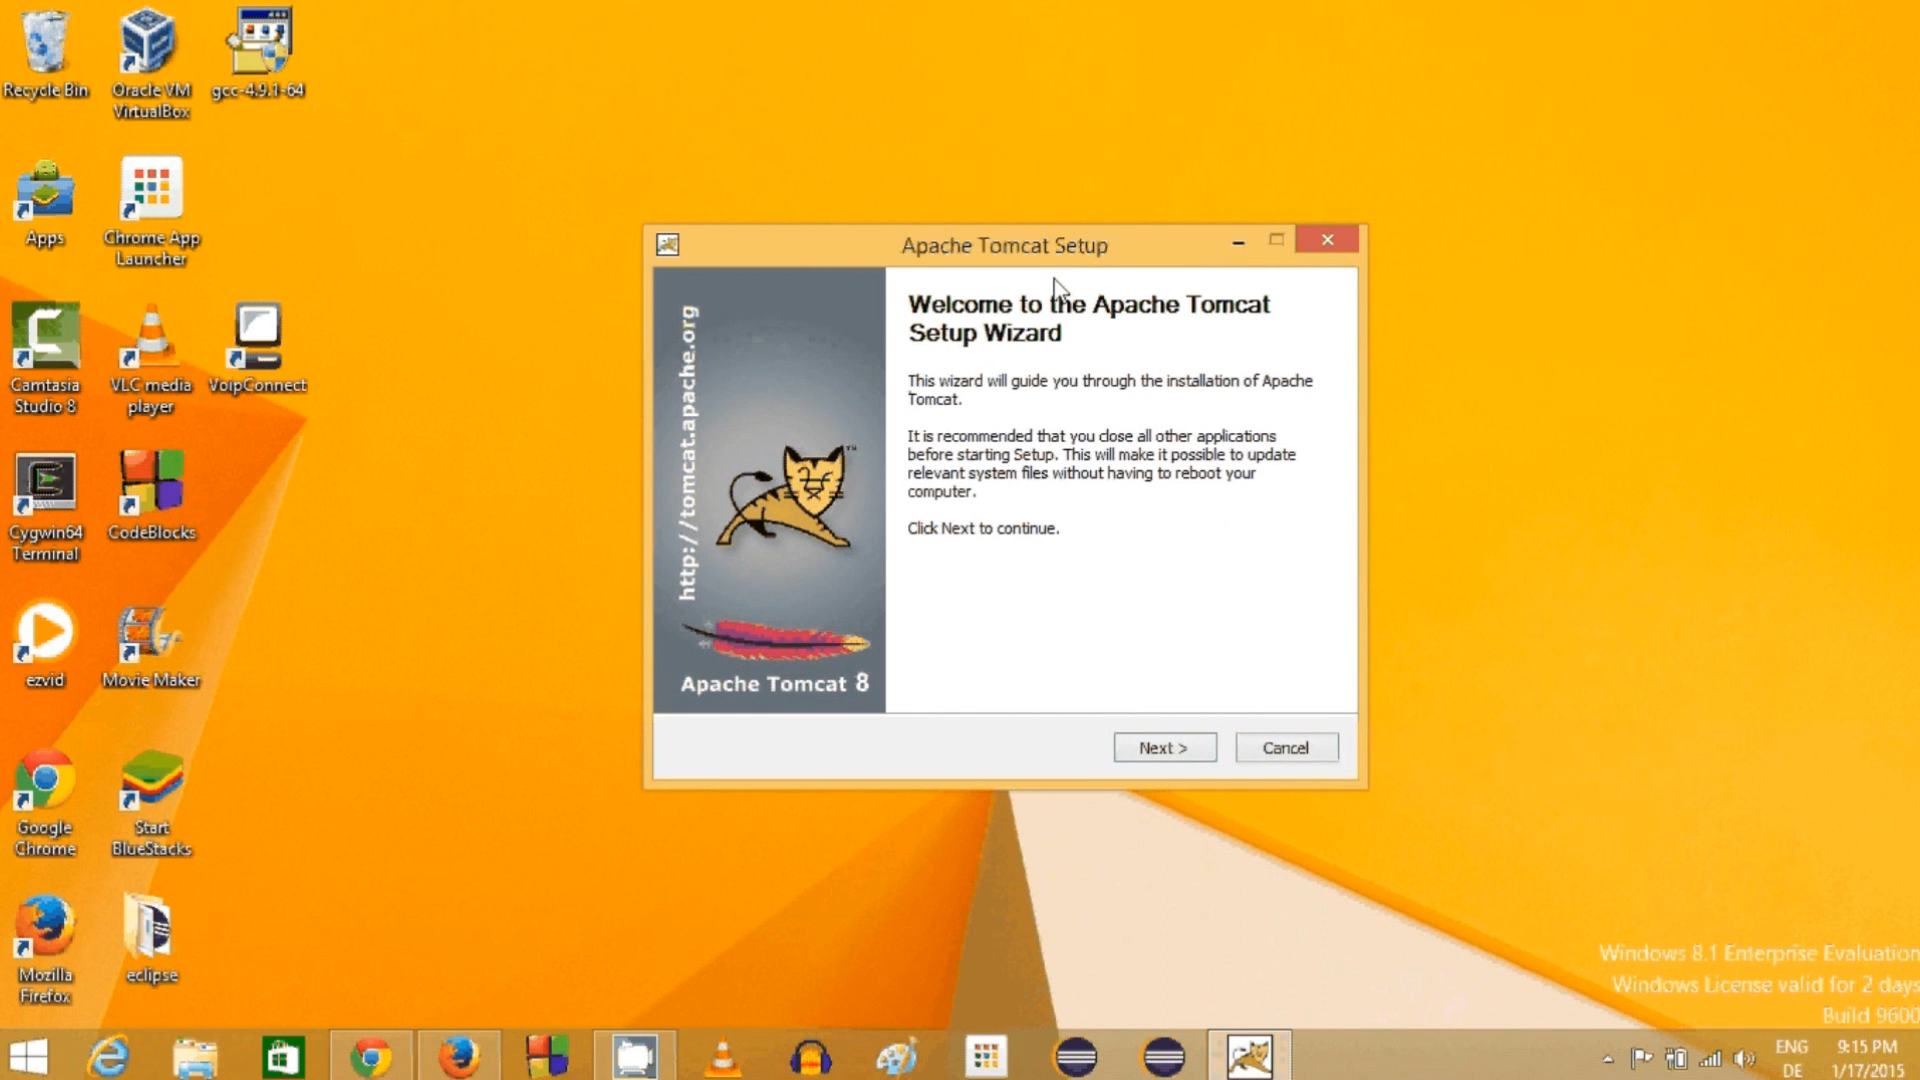 Recycle Bin
Oracle VM
VirtualBox
gcc-4.9.1-64
Apps
Chrome App
Launcher
Camtasia
Studio 8
VLC media
player
VoipConnect
Cygwin64
Terminal
CodeBlocks
ezvid
Movie Maker
Google
Chrome
Start
BlueStacks
Mozilla
Firefox
eclipse
Apache Tomcat Setup
http://tomcat.apache.org
TM
Apache Tomcat 8
Welcome to the Apache Tomcat
Setup Wizard
This wizard will guide you through the installation of Apache
Tomcat.
It is recommended that you close all other applications
before starting Setup. This will make it possible to update
relevant system files without having to reboot your
computer.
Click Next to continue.
Next >
Cancel
Windows 8.1 Enterprise Evaluation
Windows License valid for 2 days
Build 9600
ENG
DE
9:15 PM
1/17/2015